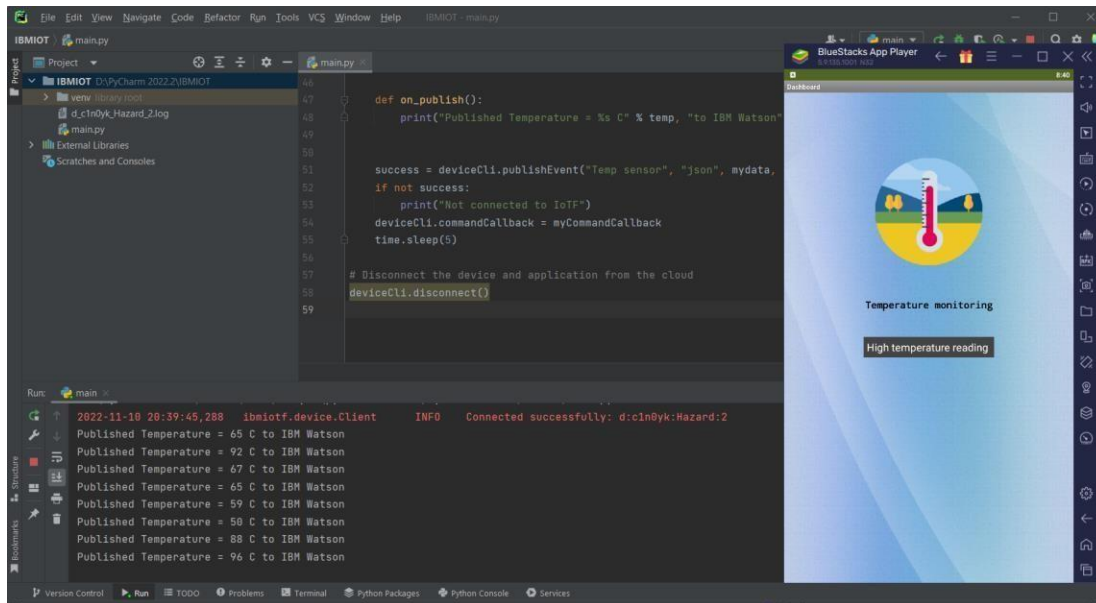 File Edit View Navigate Code Refactor Run Tools VCS Window Help IBMIOT - main.py
IBMIOT main.py
main
Project
main.py
IBMIOT D:\PyCharm 2022.2\IBMIOT
venv library root
d_c1n0yk_Hazard_2.log
main.py
External Libraries
Scratches and Consoles
46
47 def on_publish():
48 print("Published Temperature = %s C" % temp, "to IBM Watson"
49
50
51 success = deviceCli.publishEvent("Temp sensor", "json", mydata,
52 if not success:
53 print("Not connected to IoTF")
54 deviceCli.commandCallback = myCommandCallback
55 time.sleep(5)
56
57 # Disconnect the device and application from the cloud
58 deviceCli.disconnect()
59
BlueStacks App Player
8:40
Dashboard
Temperature monitoring
High temperature reading
Run: main
2022-11-10 20:39:45,288 ibmiotf.device.Client INFO Connected successfully: d:c1n0yk:Hazard:2
Published Temperature = 65 C to IBM Watson
Published Temperature = 92 C to IBM Watson
Published Temperature = 67 C to IBM Watson
Published Temperature = 65 C to IBM Watson
Published Temperature = 59 C to IBM Watson
Published Temperature = 50 C to IBM Watson
Published Temperature = 88 C to IBM Watson
Published Temperature = 96 C to IBM Watson
Project
Structure
Bookmarks
Version Control Run TODO Problems Terminal Python Packages Python Console Services